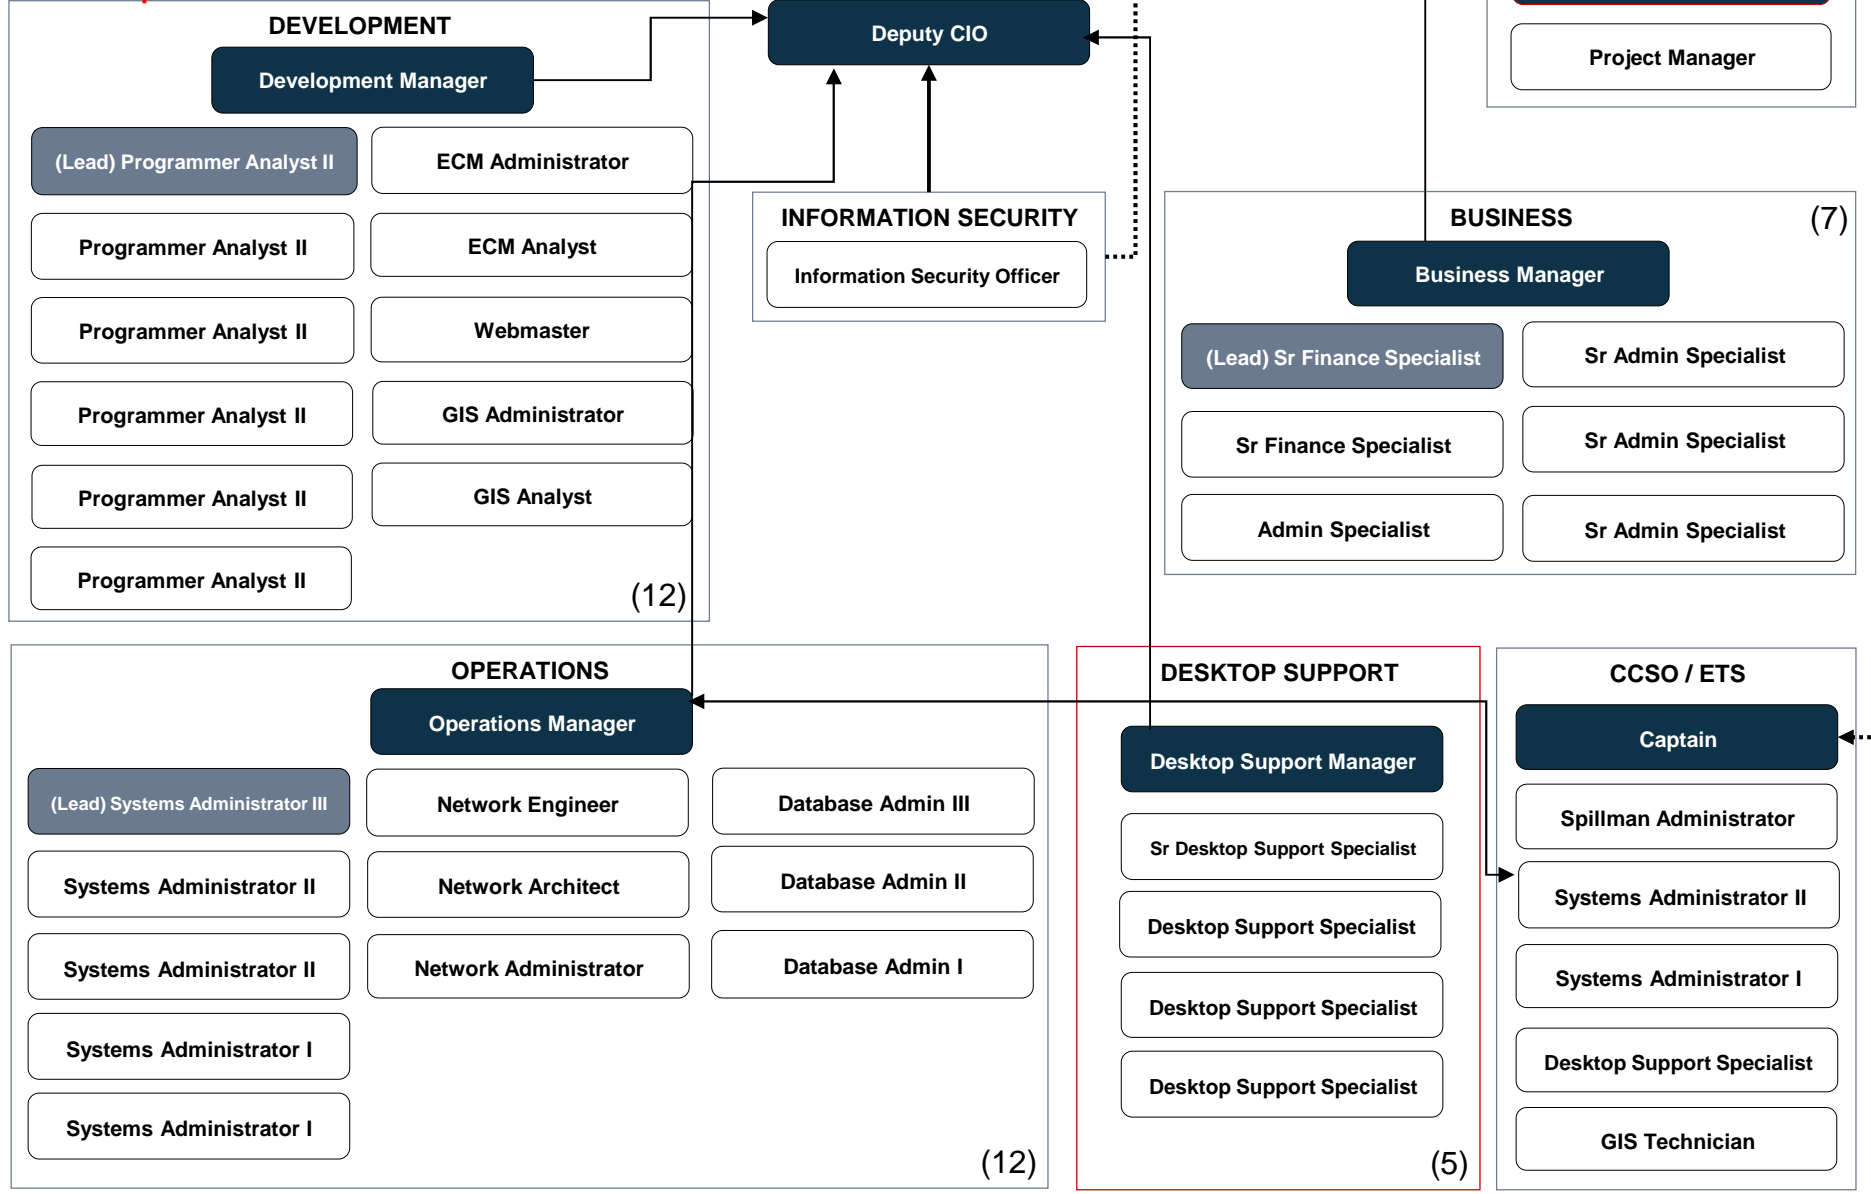 DEVELOPMENT
Development Manager
(Lead) Programmer Analyst II
ECM Administrator
Programmer Analyst II
ECM Analyst
Programmer Analyst II
Webmaster
Programmer Analyst II
GIS Administrator
Programmer Analyst II
GIS Analyst
Programmer Analyst II
(12)
Deputy CIO
INFORMATION SECURITY
Information Security Officer
Project Manager
BUSINESS
(7)
Business Manager
(Lead) Sr Finance Specialist
Sr Admin Specialist
Sr Finance Specialist
Sr Admin Specialist
Admin Specialist
Sr Admin Specialist
OPERATIONS
Operations Manager
(Lead) Systems Administrator III
Network Engineer
Database Admin III
Systems Administrator II
Network Architect
Database Admin II
Systems Administrator II
Network Administrator
Database Admin I
Systems Administrator I
Systems Administrator I
(12)
DESKTOP SUPPORT
Desktop Support Manager
Sr Desktop Support Specialist
Desktop Support Specialist
Desktop Support Specialist
Desktop Support Specialist
(5)
CCSO / ETS
Captain
Spillman Administrator
Systems Administrator II
Systems Administrator I
Desktop Support Specialist
GIS Technician